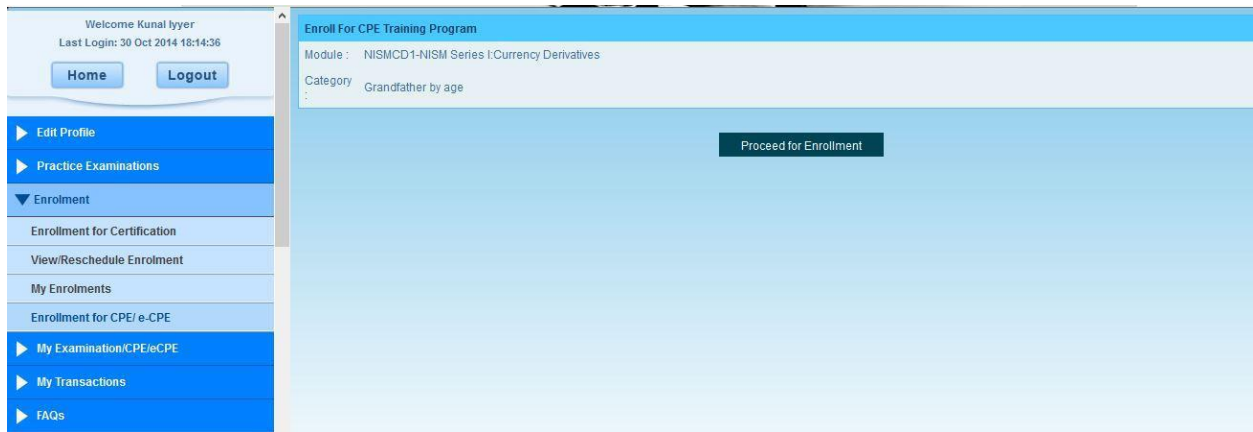 Welcome Kunal Iyyer
Last Login: 30 Oct 2014 18:14:36
Home Logout
Edit Profile
Practice Examinations
Enrolment
Enrollment for Certification
View/Reschedule Enrolment
My Enrolments
Enrollment for CPE/ e-CPE
My Examination/CPE/eCPE
My Transactions
FAQs
Enroll For CPE Training Program
Module : NISMCD1-NISM Series I:Currency Derivatives
Category
: Grandfather by age
Proceed for Enrollment